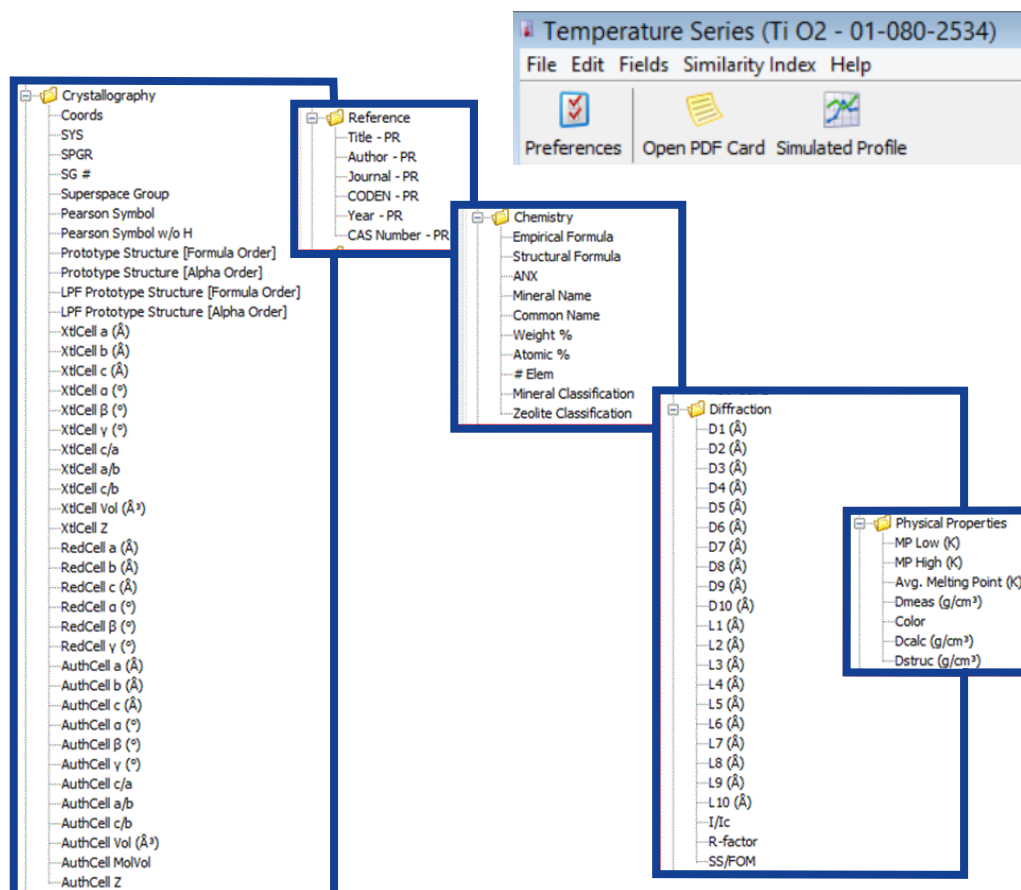 Temperature Series (Ti O2 - 01-080-2534)
File Edit Fields Similarity Index Help
Preferences
Open PDF Card
Simulated Profile
Crystallography
Coords
SYS
SPGR
SG #
Superspace Group
Pearson Symbol
Pearson Symbol w/o H
Prototype Structure [Formula Order]
Prototype Structure [Alpha Order]
LPF Prototype Structure [Formula Order]
LPF Prototype Structure [Alpha Order]
XtlCell a (Å)
XtlCell b (Å)
XtlCell c (Å)
XtlCell α (°)
XtlCell β (°)
XtlCell γ (°)
XtlCell c/a
XtlCell a/b
XtlCell c/b
XtlCell Vol (Å³)
XtlCell Z
RedCell a (Å)
RedCell b (Å)
RedCell c (Å)
RedCell α (°)
RedCell β (°)
RedCell γ (°)
AuthCell a (Å)
AuthCell b (Å)
AuthCell c (Å)
AuthCell α (°)
AuthCell β (°)
AuthCell γ (°)
AuthCell c/a
AuthCell a/b
AuthCell c/b
AuthCell Vol (Å³)
AuthCell MolVol
AuthCell Z
Reference
Title - PR
Author - PR
Journal - PR
CODEN - PR
Year - PR
CAS Number - PR
Chemistry
Empirical Formula
Structural Formula
ANX
Mineral Name
Common Name
Weight %
Atomic %
# Elem
Mineral Classification
Zeolite Classification
Diffraction
D1 (Å)
D2 (Å)
D3 (Å)
D4 (Å)
D5 (Å)
D6 (Å)
D7 (Å)
D8 (Å)
D9 (Å)
D10 (Å)
L1 (Å)
L2 (Å)
L3 (Å)
L4 (Å)
L5 (Å)
L6 (Å)
L7 (Å)
L8 (Å)
L9 (Å)
L10 (Å)
I/Ic
R-factor
SS/FOM
Physical Properties
MP Low (K)
MP High (K)
Avg. Melting Point (K)
Dmeas (g/cm³)
Color
Dcalc (g/cm³)
Dstruc (g/cm³)